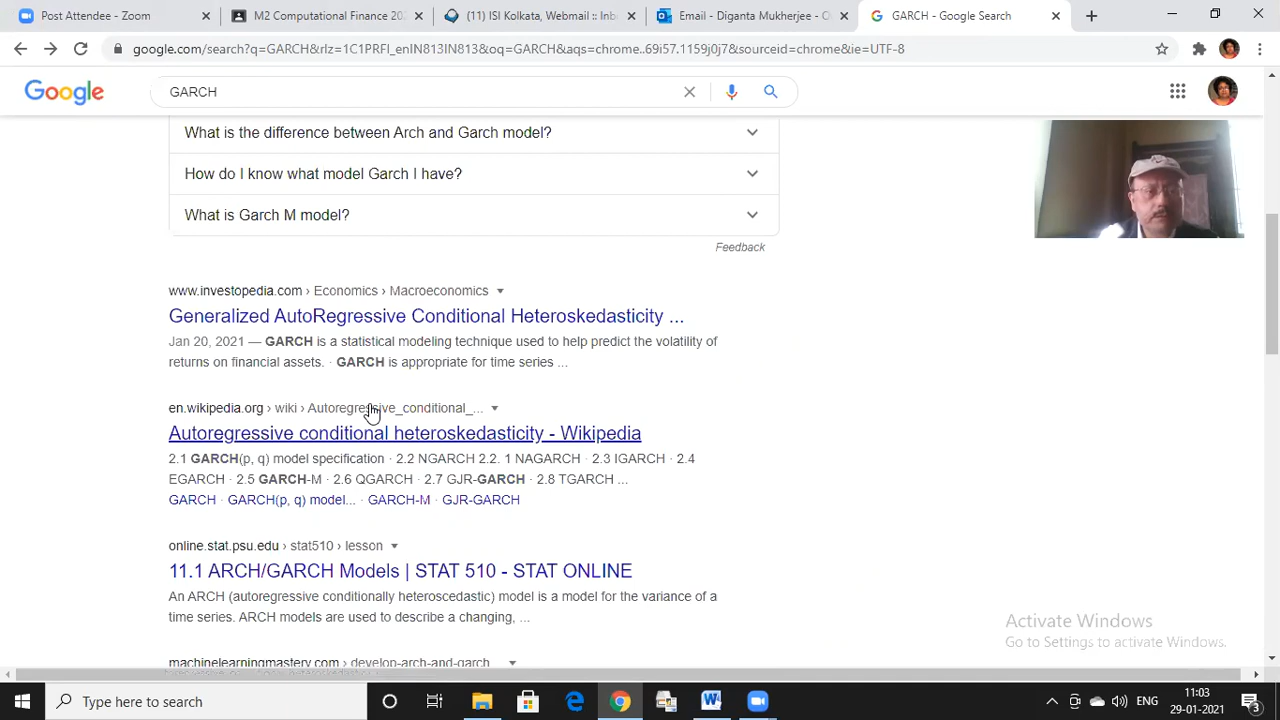 Post Attendee - Zoom
M2 Computational Finance 20
(11) ISI Kolkata, Webmail :: Inb
Email - Diganta Mukherjee - O
GARCH - Google Search
google.com/search?q=GARCH&rlz=1C1PRFI_enIN813IN813&oq=GARCH&aqs=chrome..69i57.1159j0j7&sourceid=chrome&ie=UTF-8
Google
GARCH
What is the difference between Arch and Garch model?
How do I know what model Garch I have?
What is Garch M model?
Feedback
www.investopedia.com › Economics › Macroeconomics
Generalized AutoRegressive Conditional Heteroskedasticity ...
Jan 20, 2021 — GARCH is a statistical modeling technique used to help predict the volatility of
returns on financial assets. · GARCH is appropriate for time series ...
en.wikipedia.org › wiki › Autoregressive_conditional_...
Autoregressive conditional heteroskedasticity - Wikipedia
2.1 GARCH(p, q) model specification · 2.2 NGARCH 2.2. 1 NAGARCH · 2.3 IGARCH · 2.4
EGARCH · 2.5 GARCH-M · 2.6 QGARCH · 2.7 GJR-GARCH · 2.8 TGARCH ...
GARCH · GARCH(p, q) model... · GARCH-M · GJR-GARCH
online.stat.psu.edu › stat510 › lesson
11.1 ARCH/GARCH Models | STAT 510 - STAT ONLINE
An ARCH (autoregressive conditionally heteroscedastic) model is a model for the variance of a
time series. ARCH models are used to describe a changing, ...
machinelearningmastery.com › develop-arch-and-garch
Activate Windows
Go to Settings to activate Windows.
Type here to search
ENG
11:03
29-01-2021
3